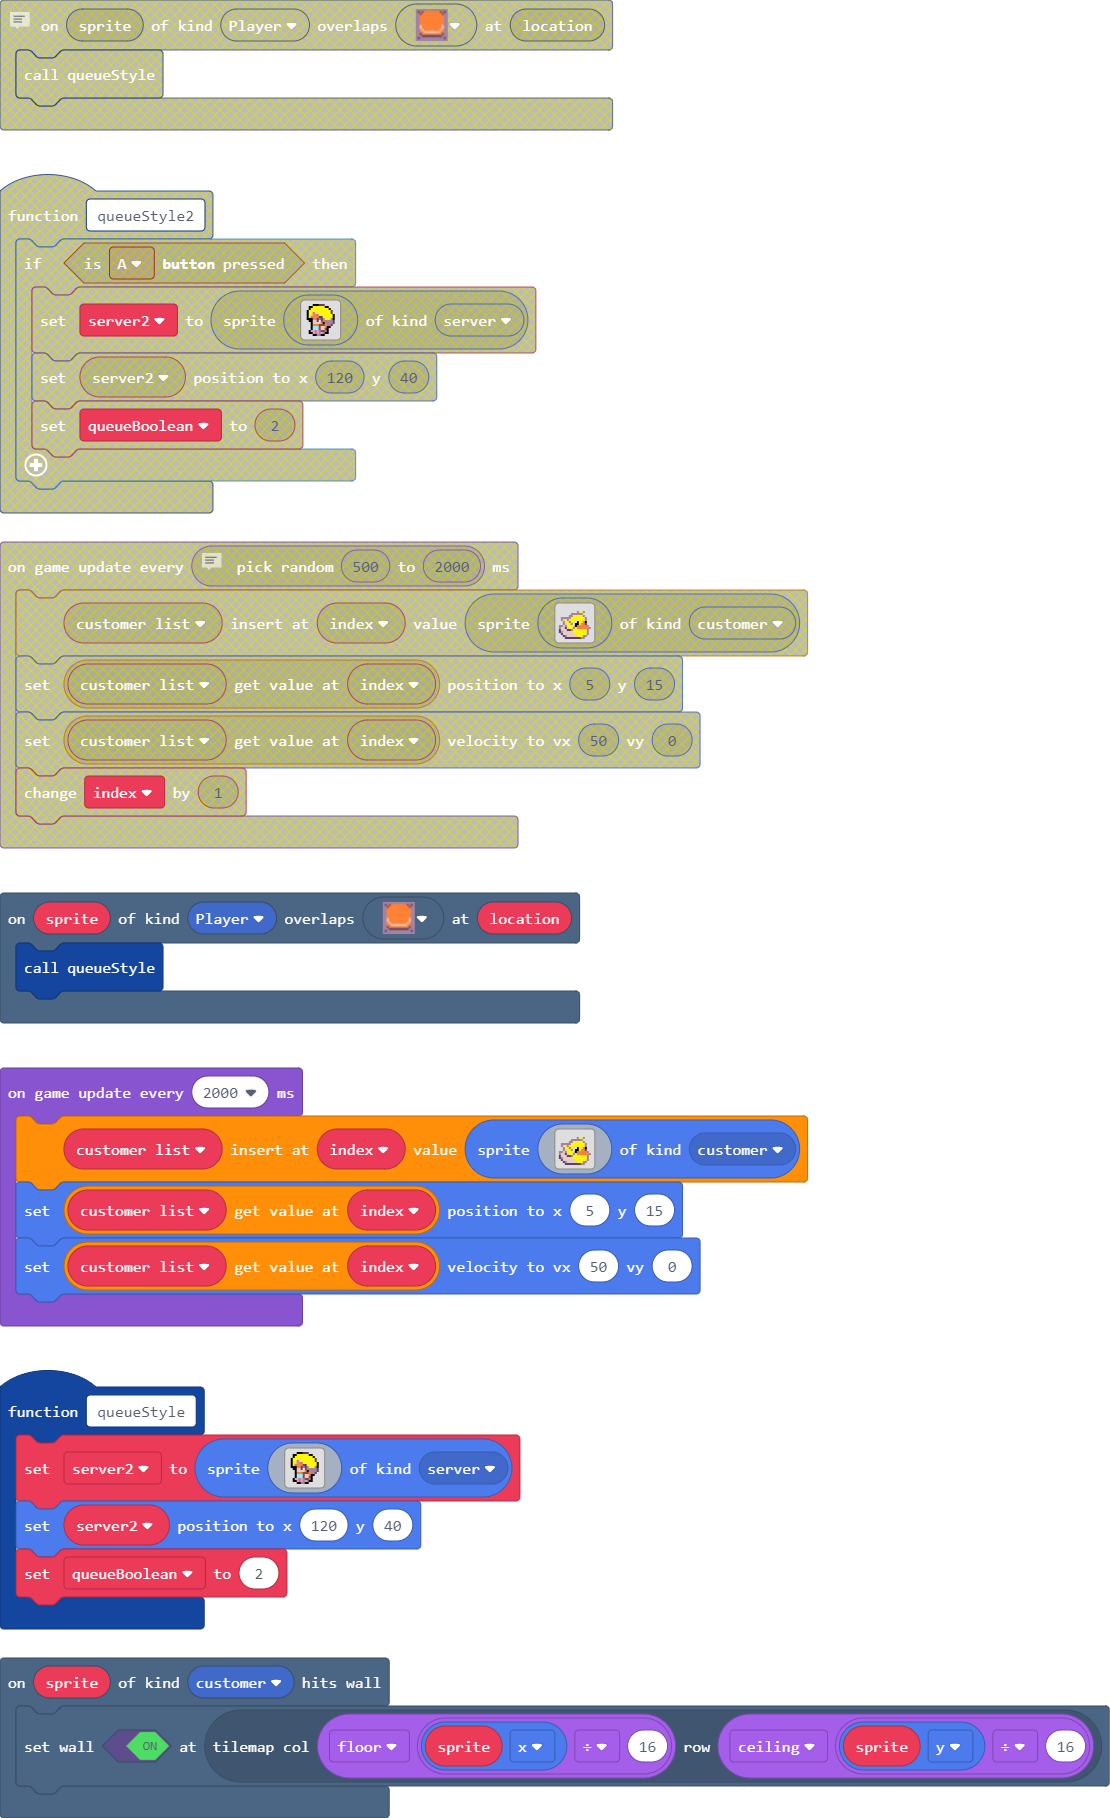 on sprite of kind Player overlaps at location
call queueStyle
function queueStyle2
if is A button pressed then
set server2 to sprite of kind server
set server2 position to x 120 y 40
set queueBoolean to 2
on game update every pick random 500 to 2000 ms
customer list insert at index value sprite of kind customer
set customer list get value at index position to x 5 y 15
set customer list get value at index velocity to vx 50 vy 0
change index by 1
on sprite of kind Player overlaps at location
call queueStyle
on game update every 2000 ms
customer list insert at index value sprite of kind customer
set customer list get value at index position to x 5 y 15
set customer list get value at index velocity to vx 50 vy 0
function queueStyle
set server2 to sprite of kind server
set server2 position to x 120 y 40
set queueBoolean to 2
on sprite of kind customer hits wall
set wall ON at tilemap col floor sprite x ÷ 16 row ceiling sprite y ÷ 16